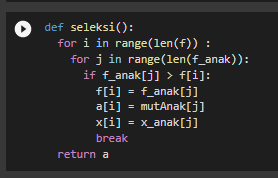 def seleksi():
  for i in range(len(f)) :
    for j in range(len(f_anak)):
      if f_anak[j] > f[i]:
        f[i] = f_anak[j]
        a[i] = mutAnak[j]
        x[i] = x_anak[j]
        break
  return a